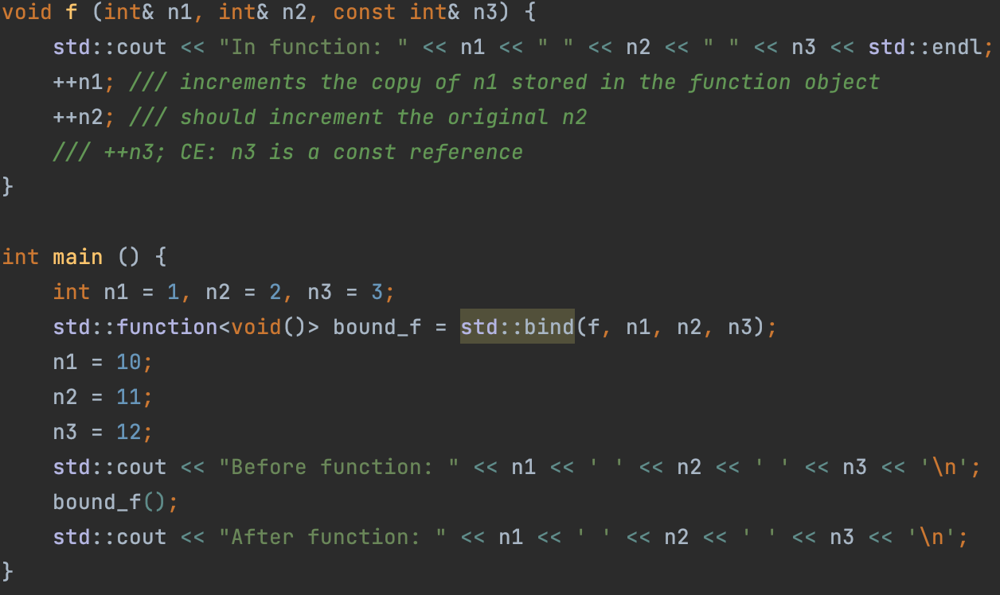 void f (int& n1, int& n2, const int& n3) {
    std::cout << "In function: " << n1 << " " << n2 << " " << n3 << std::endl;
    ++n1; /// increments the copy of n1 stored in the function object
    ++n2; /// should increment the original n2
    /// ++n3; CE: n3 is a const reference
}

int main () {
    int n1 = 1, n2 = 2, n3 = 3;
    std::function<void()> bound_f = std::bind(f, n1, n2, n3);
    n1 = 10;
    n2 = 11;
    n3 = 12;
    std::cout << "Before function: " << n1 << ' ' << n2 << ' ' << n3 << '\n';
    bound_f();
    std::cout << "After function: " << n1 << ' ' << n2 << ' ' << n3 << '\n';
}